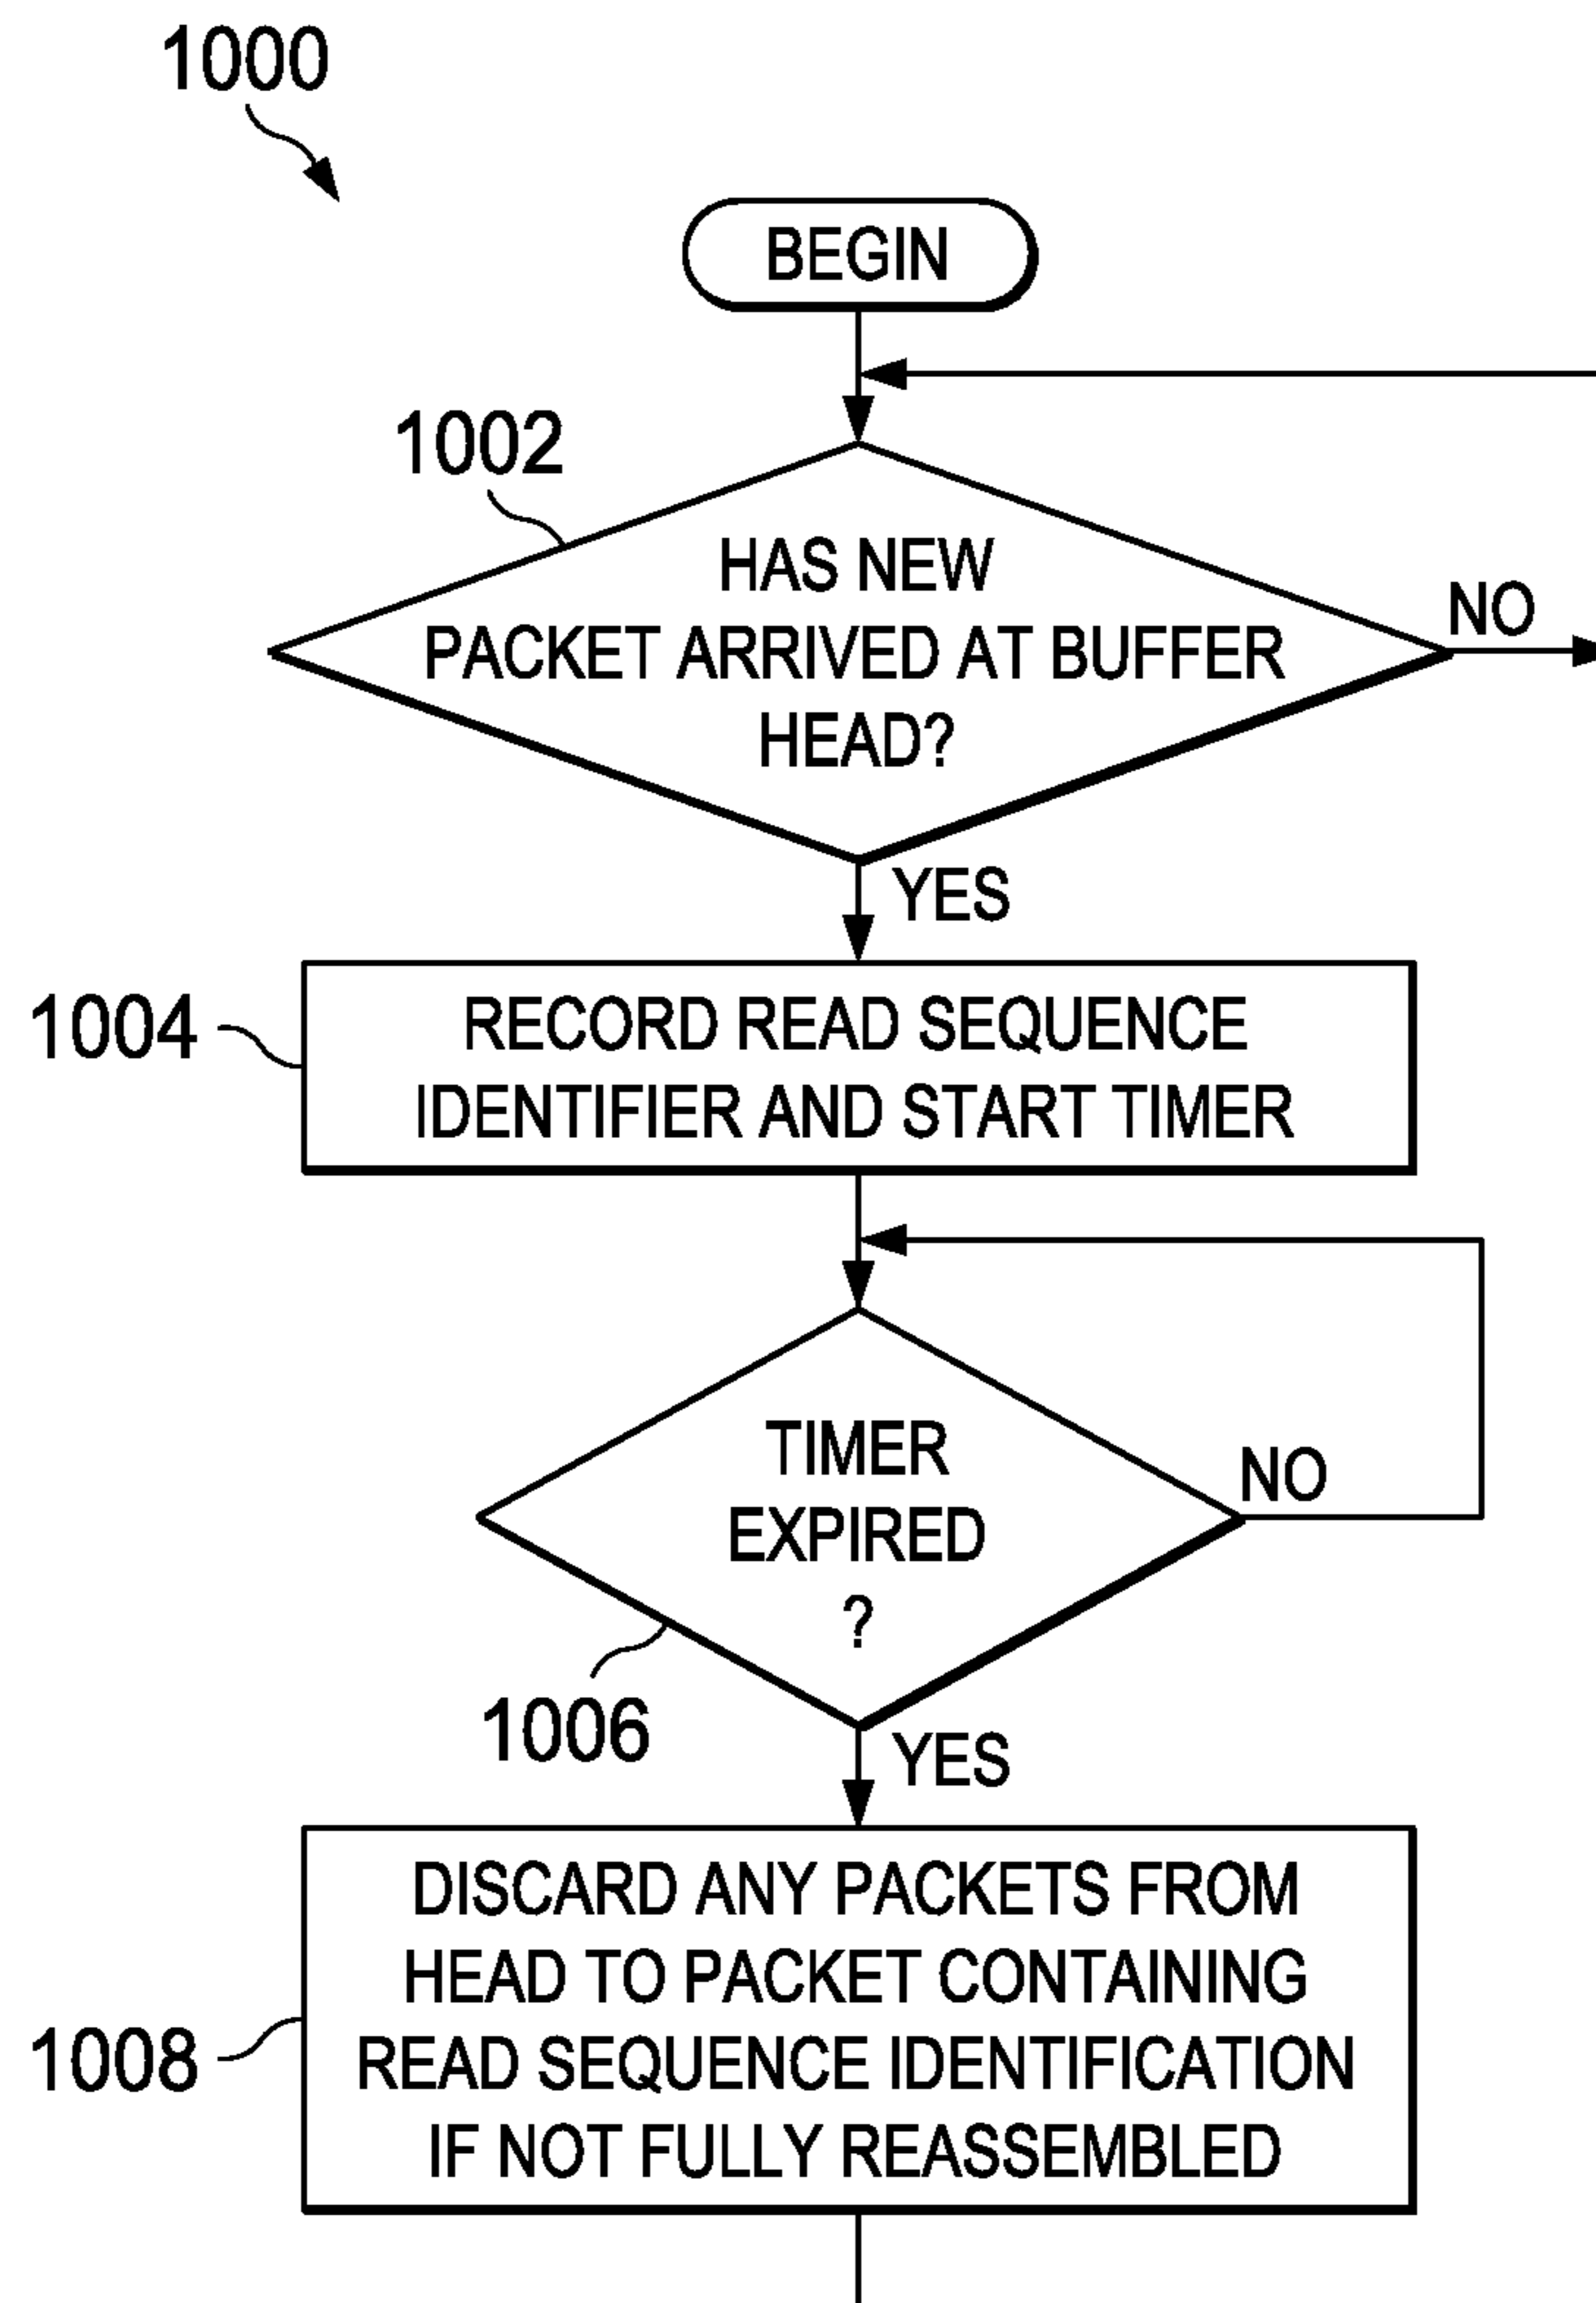 1000
BEGIN
1002
HAS NEW
PACKET ARRIVED AT BUFFER
HEAD?
NO
YES
1004
RECORD READ SEQUENCE
IDENTIFIER AND START TIMER
TIMER
EXPIRED
?
NO
1006
YES
1008
DISCARD ANY PACKETS FROM
HEAD TO PACKET CONTAINING
READ SEQUENCE IDENTIFICATION
IF NOT FULLY REASSEMBLED